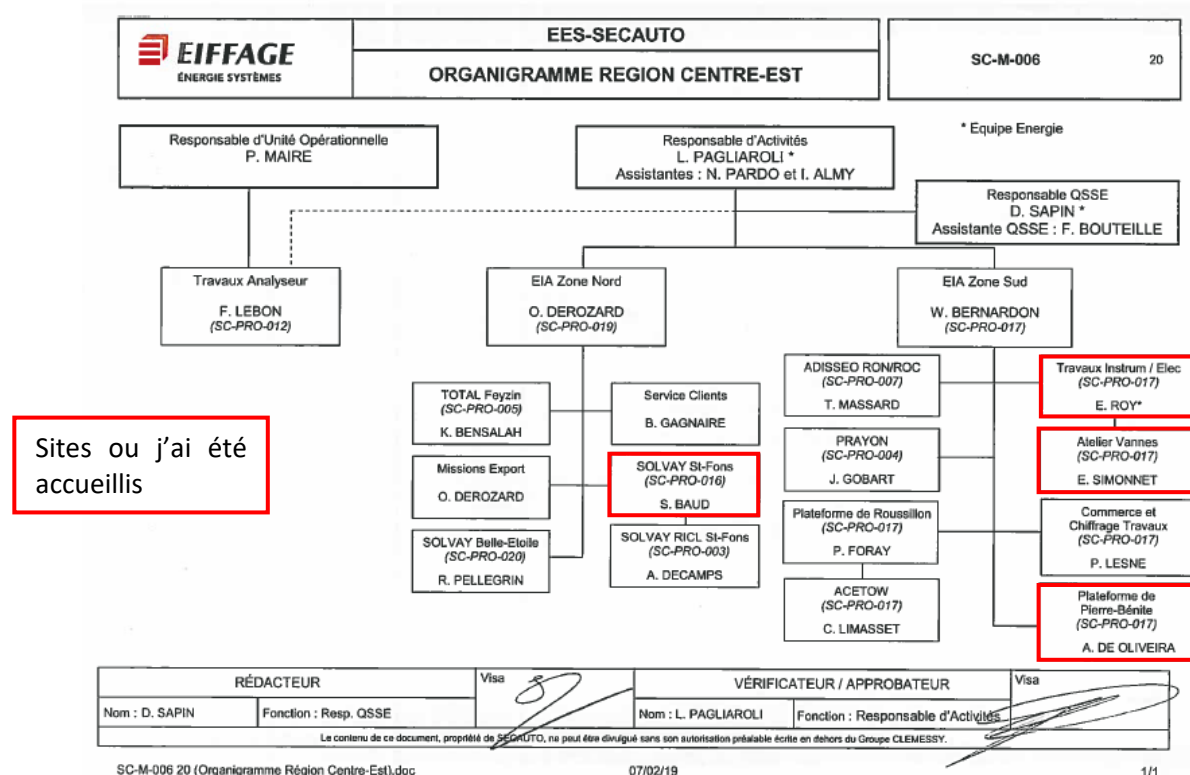 EIFFAGE
ÉNERGIE SYSTÈMES
EES-SECAUTO
ORGANIGRAMME REGION CENTRE-EST
SC-M-006 20
* Equipe Energie
Responsable d'Unité Opérationnelle
P. MAIRE
Responsable d'Activités
L. PAGLIAROLI *
Assistantes : N. PARDO et I. ALMY
Responsable QSSE
D. SAPIN *
Assistante QSSE : F. BOUTEILLE
Travaux Analyseur
F. LEBON
(SC-PRO-012)
EIA Zone Nord
O. DEROZARD
(SC-PRO-019)
EIA Zone Sud
W. BERNARDON
(SC-PRO-017)
TOTAL Feyzin
(SC-PRO-005)
K. BENSALAH
Service Clients
B. GAGNAIRE
Missions Export
O. DEROZARD
SOLVAY St-Fons
(SC-PRO-016)
S. BAUD
SOLVAY Belle-Etoile
(SC-PRO-020)
R. PELLEGRIN
SOLVAY RICL St-Fons
(SC-PRO-003)
A. DECAMPS
ADISSEO RON/ROC
(SC-PRO-007)
T. MASSARD
Travaux Instrum / Elec
(SC-PRO-017)
E. ROY*
PRAYON
(SC-PRO-004)
J. GOBART
Atelier Vannes
(SC-PRO-017)
E. SIMONNET
Plateforme de Roussillon
(SC-PRO-017)
P. FORAY
Commerce et
Chiffrage Travaux
(SC-PRO-017)
P. LESNE
ACETOW
(SC-PRO-017)
C. LIMASSET
Plateforme de
Pierre-Bénite
(SC-PRO-017)
A. DE OLIVEIRA
Sites ou j'ai été
accueillis
RÉDACTEUR
Visa
VÉRIFICATEUR / APPROBATEUR
Visa
Nom : D. SAPIN
Fonction : Resp. QSSE
Nom : L. PAGLIAROLI
Fonction : Responsable d'Activités
Le contenu de ce document, propriété de SECAUTO, ne peut être divulgué sans son autorisation préalable écrite en dehors du Groupe CLEMESSY.
SC-M-006 20 (Organigramme Région Centre-Est).doc 07/02/19 1/1